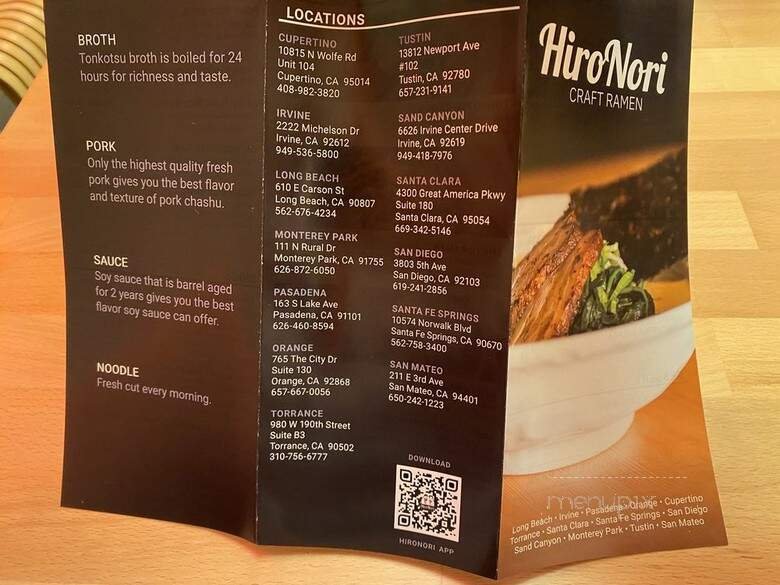 BROTH
Tonkotsu broth is boiled for 24
hours for richness and taste.
PORK
Only the highest quality fresh
pork gives you the best flavor
and texture of pork chashu.
SAUCE
Soy sauce that is barrel aged
for 2 years gives you the best
flavor soy sauce can offer.
NOODLE
Fresh cut every morning.
LOCATIONS
CUPERTINO
10815 N Wolfe Rd
Unit 104
Cupertino, CA 95014
408-982-3820
IRVINE
2222 Michelson Dr
Irvine, CA 92612
949-536-5800
LONG BEACH
610 E Carson St
Long Beach, CA 90807
562-676-4234
MONTEREY PARK
111 N Rural Dr
Monterey Park, CA 91755
626-872-6050
PASADENA
163 S Lake Ave
Pasadena, CA 91101
626-460-8594
ORANGE
765 The City Dr
Suite 130
Orange, CA 92868
657-667-0056
TORRANCE
980 W 190th Street
Suite B3
Torrance, CA 90502
310-756-6777
TUSTIN
13812 Newport Ave
#102
Tustin, CA 92780
657-231-9141
SAND CANYON
6626 Irvine Center Drive
Irvine, CA 92619
949-418-7976
SANTA CLARA
4300 Great America Pkwy
Suite 180
Santa Clara, CA 95054
669-342-5146
SAN DIEGO
3803 5th Ave
San Diego, CA 92103
619-241-2856
SANTA FE SPRINGS
10574 Norwalk Blvd
Santa Fe Springs, CA 90670
562-758-3400
SAN MATEO
211 E 3rd Ave
San Mateo, CA 94401
650-242-1223
DOWNLOAD
HIRONORI APP
HiroNori
CRAFT RAMEN
menupix
Long Beach • Irvine • Pasadena • Orange • Cupertino
Torrance • Santa Clara • Santa Fe Springs • San Diego
Sand Canyon • Monterey Park • Tustin • San Mateo